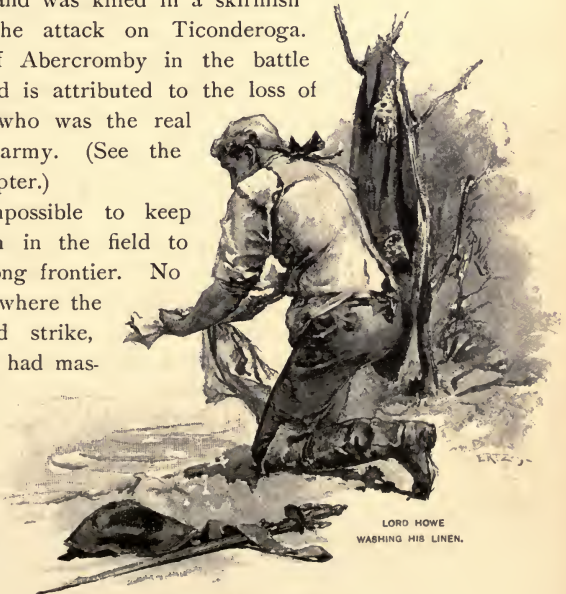 and was killed in a skirmish
the attack on Ticonderoga.
f Abercromby in the battle
d is attributed to the loss of
who was the real
army. (See the
pter.)
mpossible to keep
n in the field to
ong frontier. No
where the
d strike,
had mas-
ERTZ
LORD HOWE
WASHING HIS LINEN.